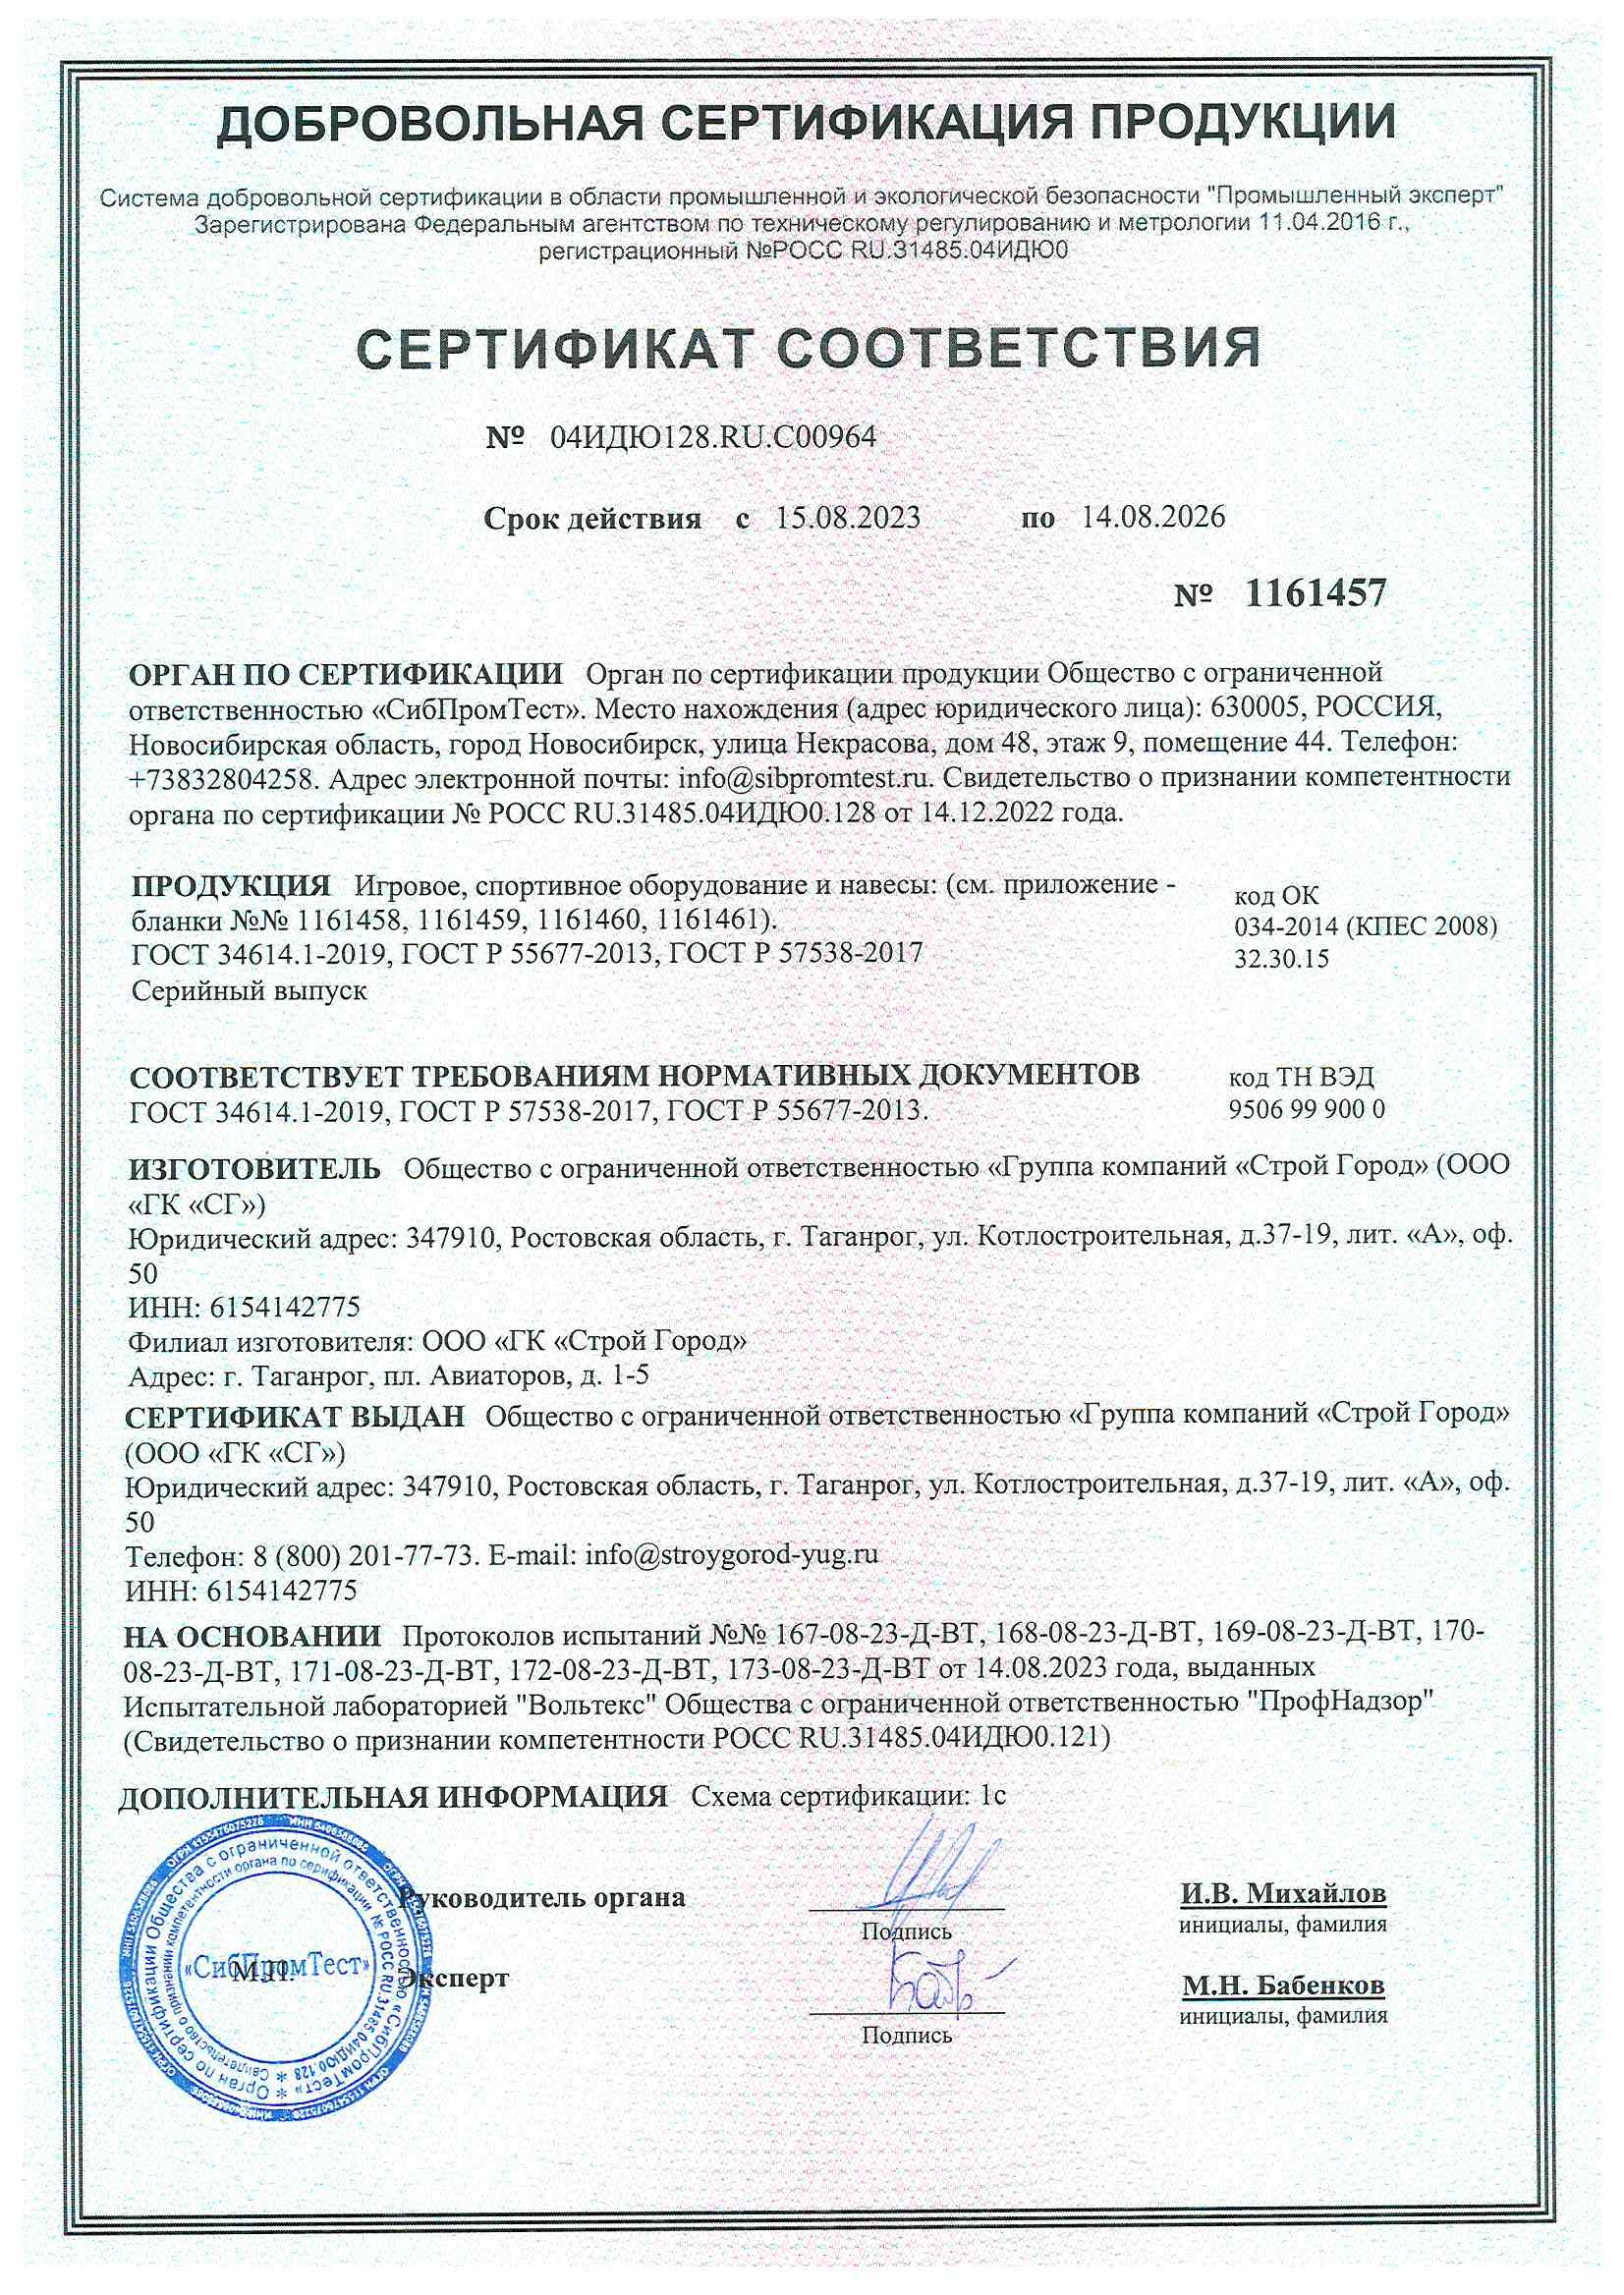 ДОБРОВОЛЬНАЯ СЕРТИФИКАЦИЯ ПРОДУКЦИИ
Система добровольной сертификации в области промышленной и экологической безопасности "Промышленный эксперт"
Зарегистрирована Федеральным агентством по техническому регулированию и метрологии 11.04.2016 г.,
регистрационный №РОСС RU.31485.04ИДЮ0
СЕРТИФИКАТ СООТВЕТСТВИЯ
№ 04ИДЮ128.RU.С00964
Срок действия с 15.08.2023 по 14.08.2026
№ 1161457
ОРГАН ПО СЕРТИФИКАЦИИ Орган по сертификации продукции Общество с ограниченной
ответственностью «СибПромТест». Место нахождения (адрес юридического лица): 630005, РОССИЯ,
Новосибирская область, город Новосибирск, улица Некрасова, дом 48, этаж 9, помещение 44. Телефон:
+73832804258. Адрес электронной почты: info@sibpromtest.ru. Свидетельство о признании компетентности
органа по сертификации № РОСС RU.31485.04ИДЮ0.128 от 14.12.2022 года.
ПРОДУКЦИЯ Игровое, спортивное оборудование и навесы: (см. приложение -
бланки №№ 1161458, 1161459, 1161460, 1161461).
ГОСТ 34614.1-2019, ГОСТ Р 55677-2013, ГОСТ Р 57538-2017
Серийный выпуск
код ОК
034-2014 (КПЕС 2008)
32.30.15
СООТВЕТСТВУЕТ ТРЕБОВАНИЯМ НОРМАТИВНЫХ ДОКУМЕНТОВ
ГОСТ 34614.1-2019, ГОСТ Р 57538-2017, ГОСТ Р 55677-2013.
код ТН ВЭД
9506 99 900 0
ИЗГОТОВИТЕЛЬ Общество с ограниченной ответственностью «Группа компаний «Строй Город» (ООО
«ГК «СГ»)
Юридический адрес: 347910, Ростовская область, г. Таганрог, ул. Котлостроительная, д.37-19, лит. «А», оф.
50
ИНН: 6154142775
Филиал изготовителя: ООО «ГК «Строй Город»
Адрес: г. Таганрог, пл. Авиаторов, д. 1-5
СЕРТИФИКАТ ВЫДАН Общество с ограниченной ответственностью «Группа компаний «Строй Город»
(ООО «ГК «СГ»)
Юридический адрес: 347910, Ростовская область, г. Таганрог, ул. Котлостроительная, д.37-19, лит. «А», оф.
50
Телефон: 8 (800) 201-77-73. E-mail: info@stroygorod-yug.ru
ИНН: 6154142775
НА ОСНОВАНИИ Протоколов испытаний №№ 167-08-23-Д-ВТ, 168-08-23-Д-ВТ, 169-08-23-Д-ВТ, 170-
08-23-Д-ВТ, 171-08-23-Д-ВТ, 172-08-23-Д-ВТ, 173-08-23-Д-ВТ от 14.08.2023 года, выданных
Испытательной лабораторией "Вольтекс" Общества с ограниченной ответственностью "ПрофНадзор"
(Свидетельство о признании компетентности РОСС RU.31485.04ИДЮ0.121)
ДОПОЛНИТЕЛЬНАЯ ИНФОРМАЦИЯ Схема сертификации: 1с
Руководитель органа
Подпись
И.В. Михайлов
инициалы, фамилия
М.П.
Эксперт
Подпись
М.Н. Бабенков
инициалы, фамилия
Орган по сертификации Общества с ограниченной ответственностью «СибПромТест» *
Свидетельство о признании компетентности органа по серификации № РОСС RU.31485.04ИДЮ0.128 *
«СибПромТест»